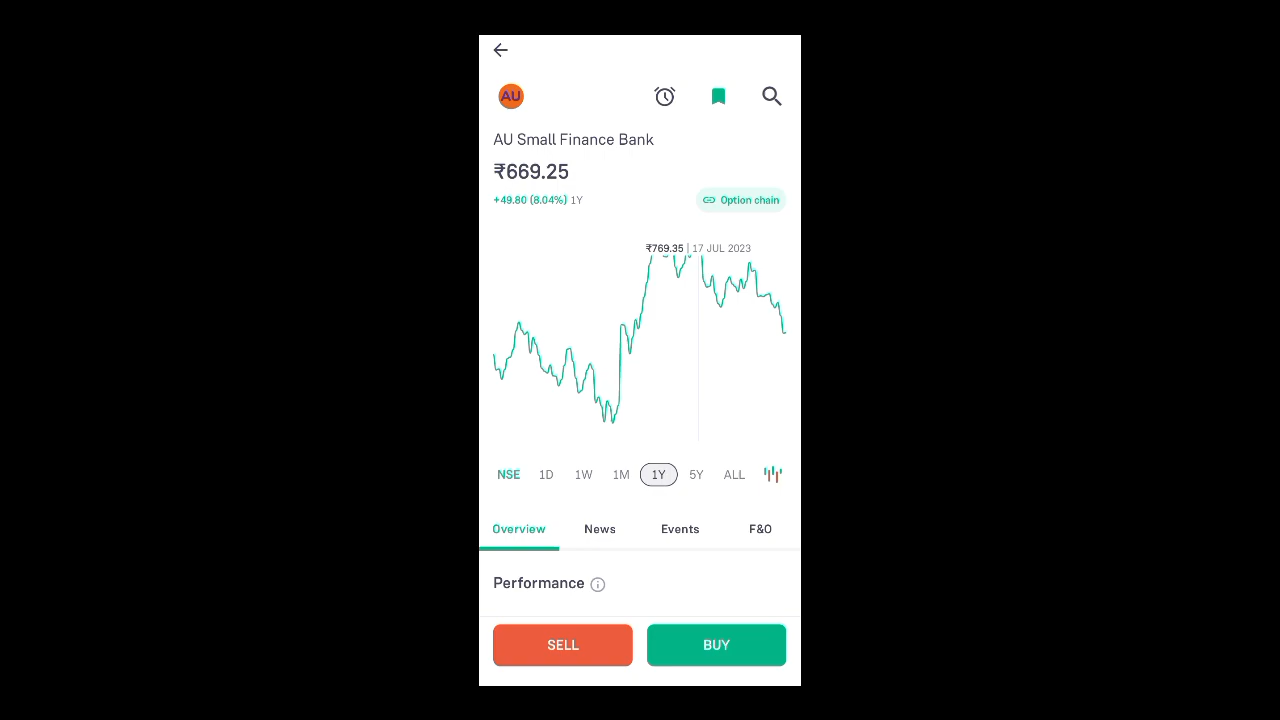 AU
AU Small Finance Bank
₹669.25
+49.80 (8.04%) 1Y
Option chain
₹769.35 | 17 JUL 2023
NSE 1D 1W 1M 1Y 5Y ALL
Overview News Events F&O
Performance
SELL BUY